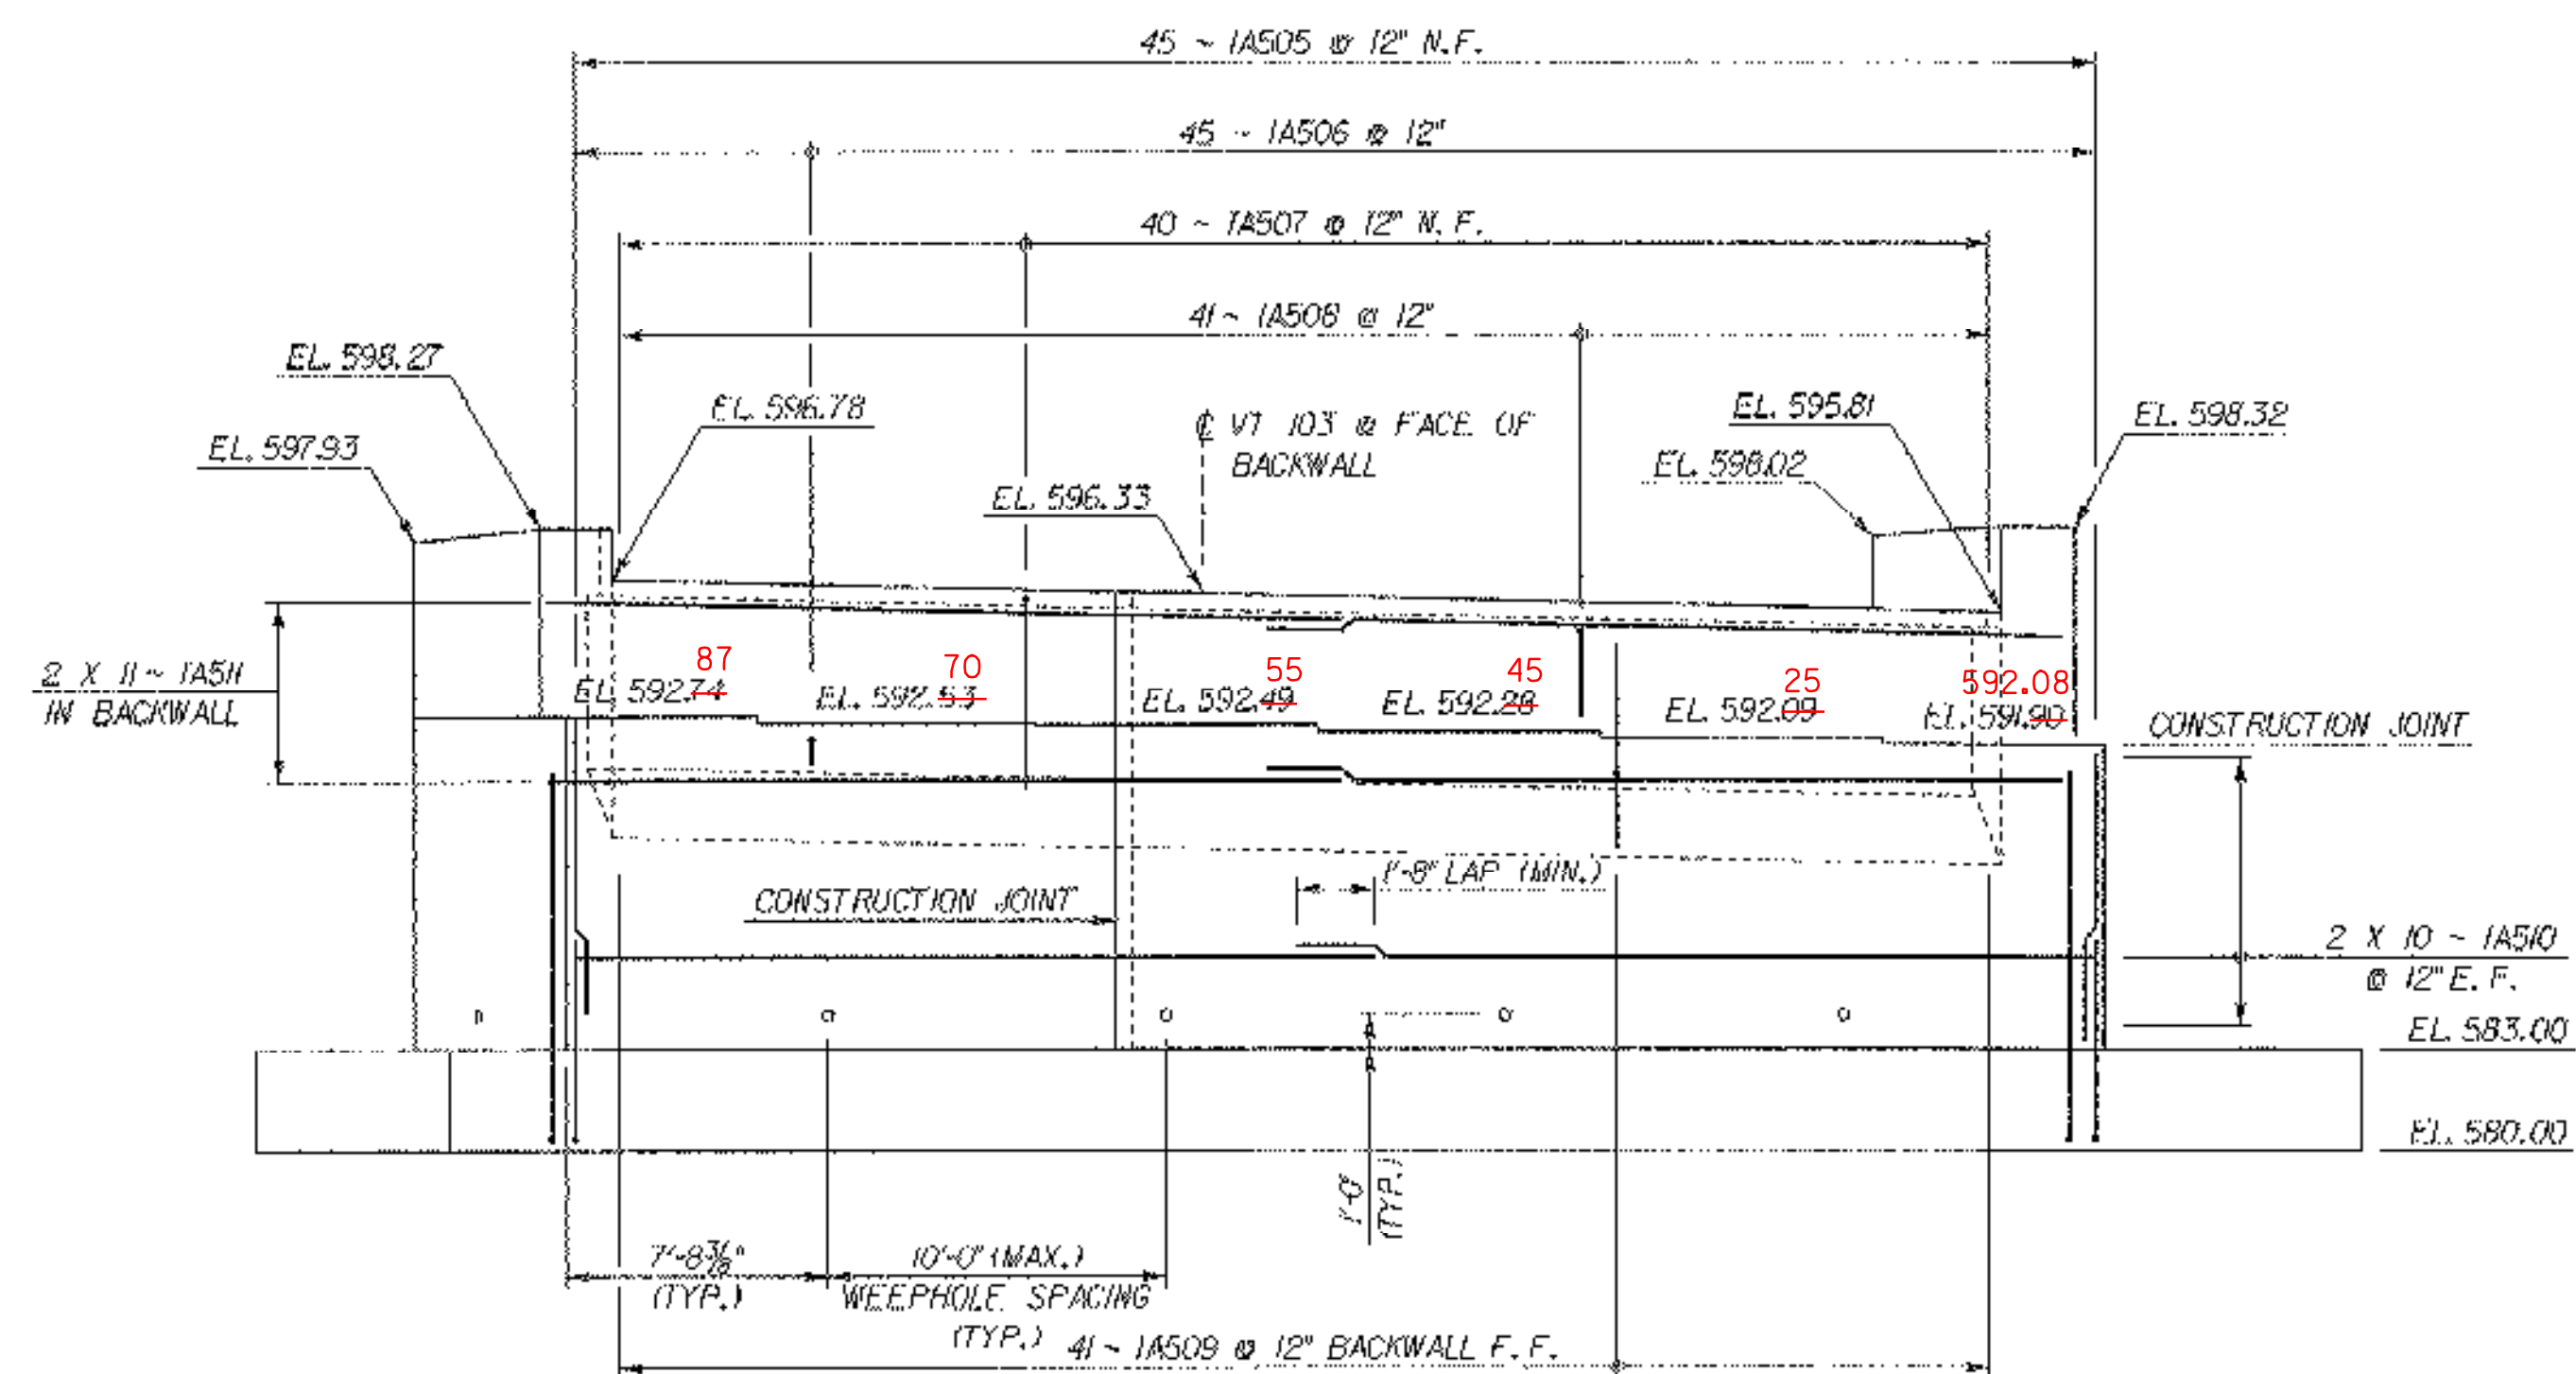 45 ~ 1A505 @ 12" N.F.
45 ~ 1A506 @ 12"
40 ~ 1A507 @ 12" N.F.
41 ~ 1A508 @ 12"
EL. 598.27
EL. 597.93
EL. 596.78
℄ VT 103 @ FACE OF
BACKWALL
EL. 596.33
EL. 595.81
EL. 598.02
EL. 598.32
2 X 11 ~ 1A511
IN BACKWALL
87
EL. 592.74
70
EL. 592.53
55
EL. 592.49
45
EL. 592.28
25
EL. 592.09
592.08
EL. 591.90
CONSTRUCTION JOINT
1'-8" LAP (MIN.)
CONSTRUCTION JOINT
2 X 10 ~ 1A510
@ 12" E.F.
EL. 583.00
EL. 580.00
1'-0"
(TYP.)
7'-8⅜"
(TYP.)
10'-0" (MAX.)
WEEPHOLE SPACING
(TYP.)
41 ~ 1A509 @ 12" BACKWALL F.F.